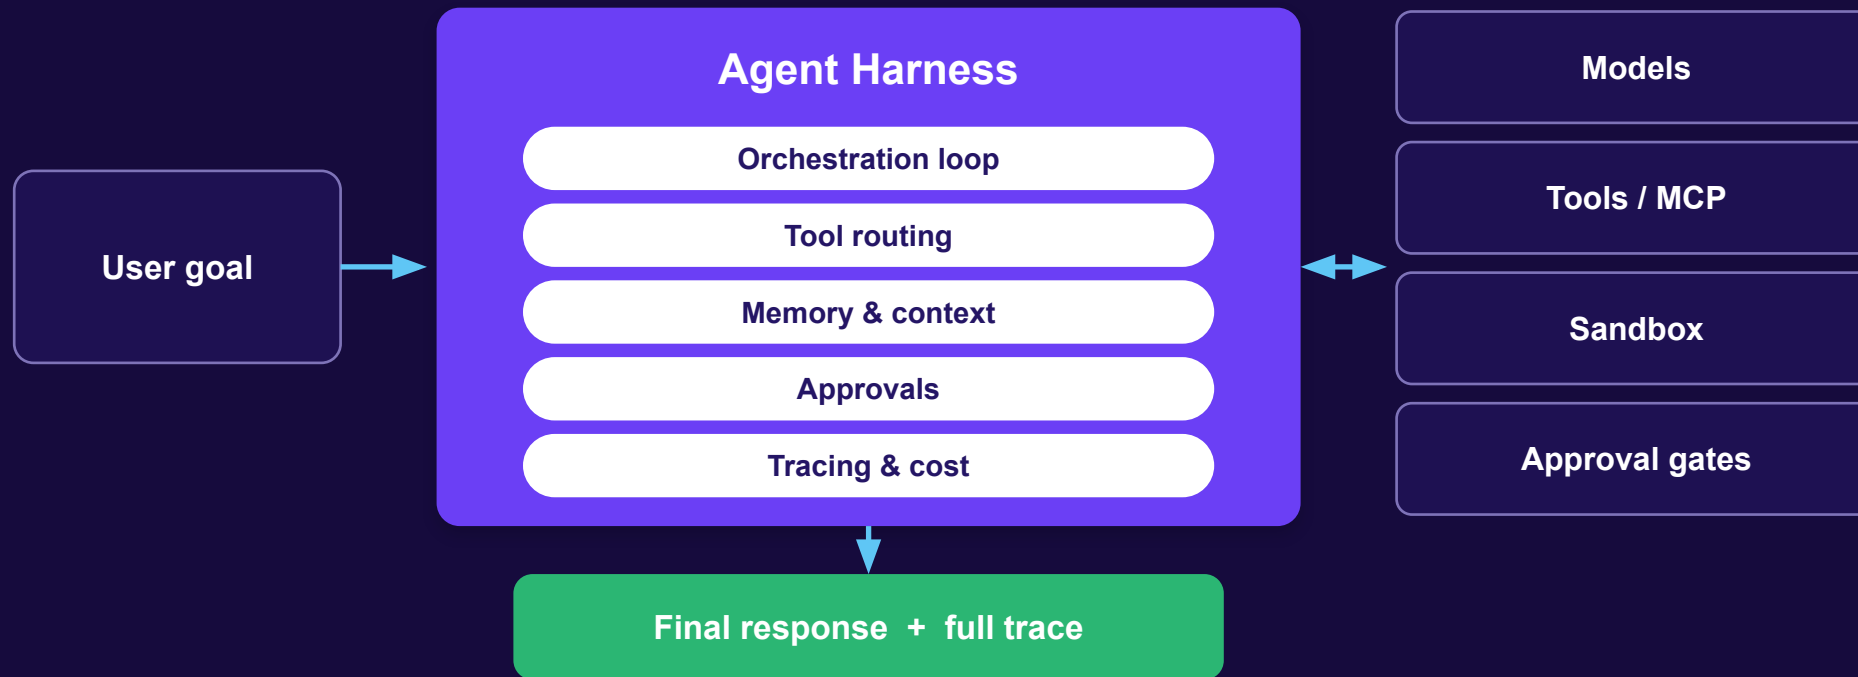 User goal
Agent Harness
Orchestration loop
Tool routing
Memory & context
Approvals
Tracing & cost
Models
Tools / MCP
Sandbox
Approval gates
Final response + full trace